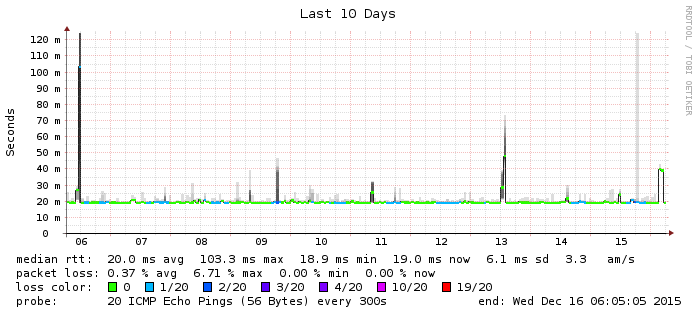 Last 10 Days
RRDTOOL / TOBI OETIKER
Seconds
120 m
110 m
100 m
90 m
80 m
70 m
60 m
50 m
40 m
30 m
20 m
10 m
0
06 07 08 09 10 11 12 13 14 15
median rtt: 20.0 ms avg 103.3 ms max 18.9 ms min 19.0 ms now 6.1 ms sd 3.3 am/s
packet loss: 0.37 % avg 6.71 % max 0.00 % min 0.00 % now
loss color: 0 1/20 2/20 3/20 4/20 10/20 19/20
probe: 20 ICMP Echo Pings (56 Bytes) every 300s end: Wed Dec 16 06:05:05 2015